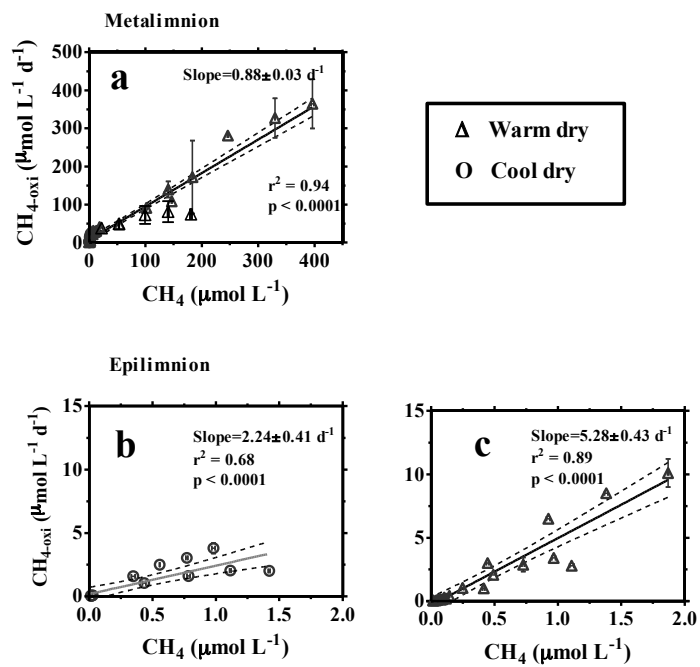 Metalimnion
500
400
300
200
100
0
a
Slope=0.88±0.03 d⁻¹
r² = 0.94
p < 0.0001
0 100 200 300 400
CH₄ (μmol L⁻¹)
CH₄₋ₒₓᵢ (μmol L⁻¹ d⁻¹)
Warm dry
Cool dry
Epilimnion
15
10
5
0
b
Slope=2.24±0.41 d⁻¹
r² = 0.68
p < 0.0001
0.0 0.5 1.0 1.5 2.0
CH₄ (μmol L⁻¹)
CH₄₋ₒₓᵢ (μmol L⁻¹ d⁻¹)
15
10
5
0
c
Slope=5.28±0.43 d⁻¹
r² = 0.89
p < 0.0001
0.0 0.5 1.0 1.5 2.0
CH₄ (μmol L⁻¹)